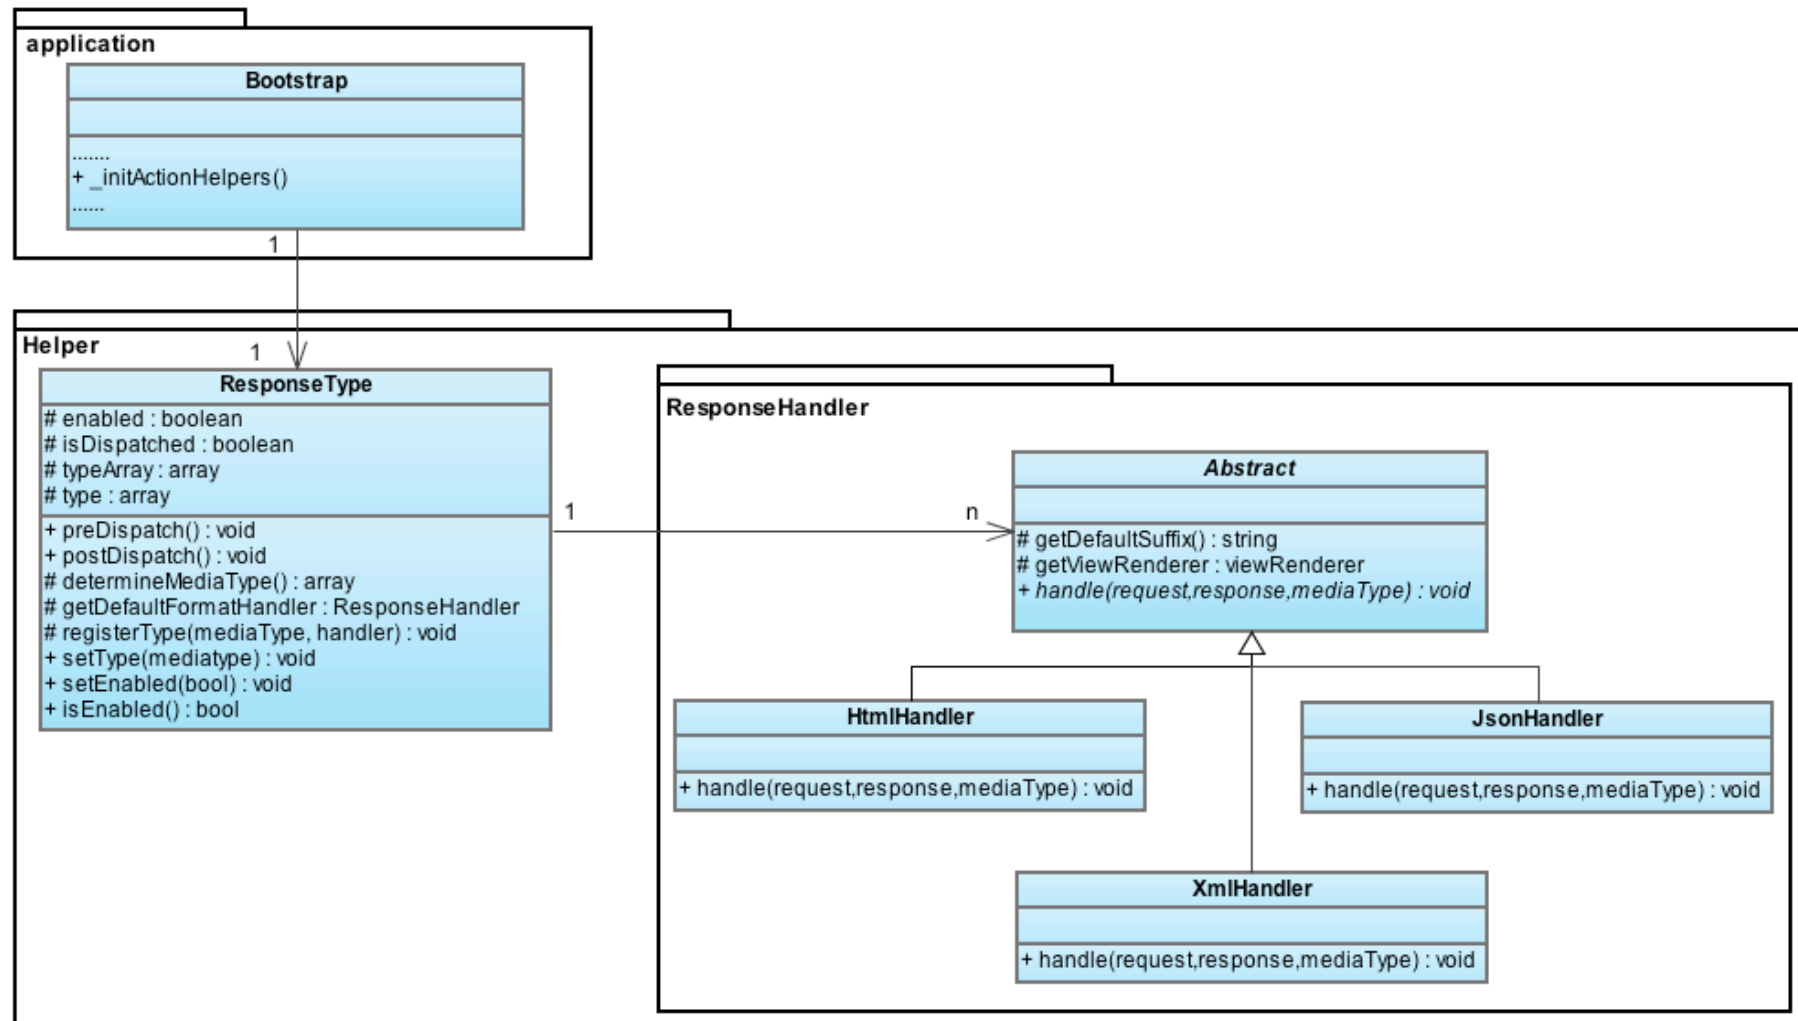 application
Bootstrap
.......
+ _initActionHelpers()
......
1
Helper
1
ResponseType
# enabled : boolean
# isDispatched : boolean
# typeArray : array
# type : array
+ preDispatch() : void
+ postDispatch() : void
# determineMediaType() : array
# getDefaultFormatHandler : ResponseHandler
# registerType(mediaType, handler) : void
+ setType(mediatype) : void
+ setEnabled(bool) : void
+ isEnabled() : bool
1
n
ResponseHandler
Abstract
# getDefaultSuffix() : string
# getViewRenderer : viewRenderer
+ handle(request,response,mediaType) : void
HtmlHandler
+ handle(request,response,mediaType) : void
JsonHandler
+ handle(request,response,mediaType) : void
XmlHandler
+ handle(request,response,mediaType) : void